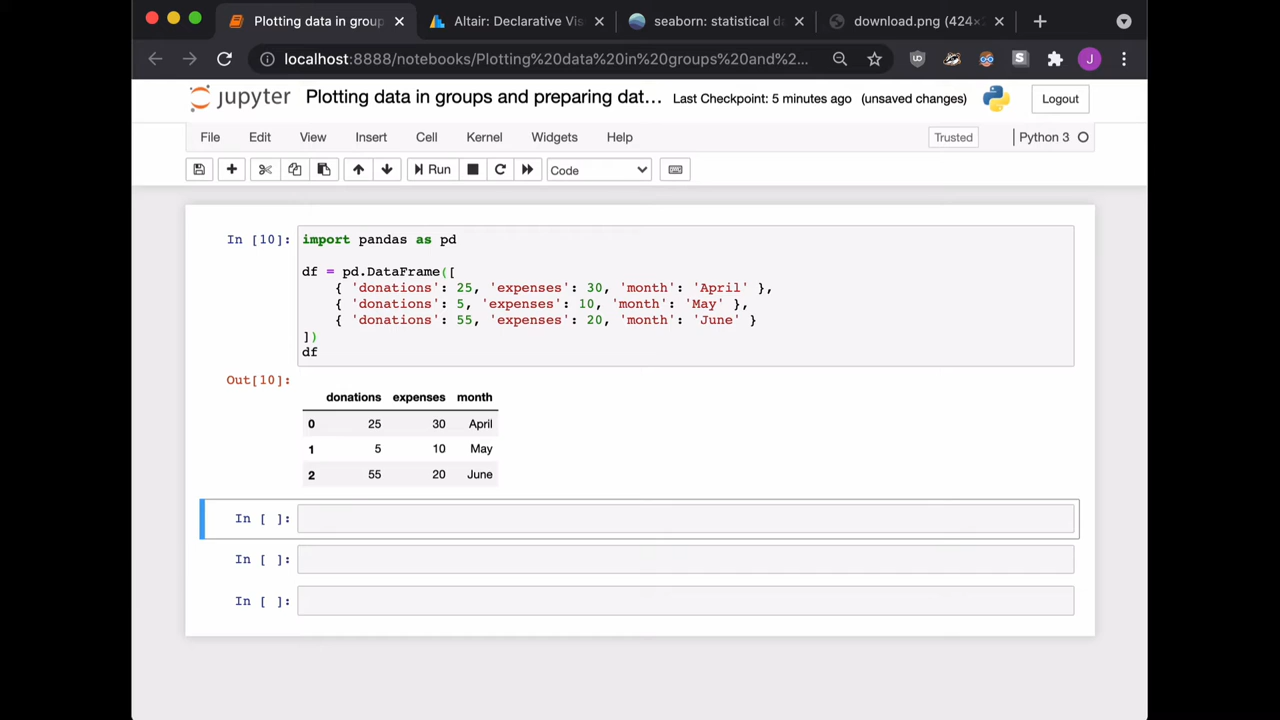 Plotting data in group
Altair: Declarative Vis
seaborn: statistical d
download.png (424×
localhost:8888/notebooks/Plotting%20data%20in%20groups%20and%2...
J
jupyter Plotting data in groups and preparing dat... Last Checkpoint: 5 minutes ago (unsaved changes) Logout
File Edit View Insert Cell Kernel Widgets Help Trusted Python 3
Run Code
In [10]: import pandas as pd
df = pd.DataFrame([
{ 'donations': 25, 'expenses': 30, 'month': 'April' },
{ 'donations': 5, 'expenses': 10, 'month': 'May' },
{ 'donations': 55, 'expenses': 20, 'month': 'June' }
])
df
Out[10]:
donations expenses month
0 25 30 April
1 5 10 May
2 55 20 June
In [ ]:
In [ ]:
In [ ]: